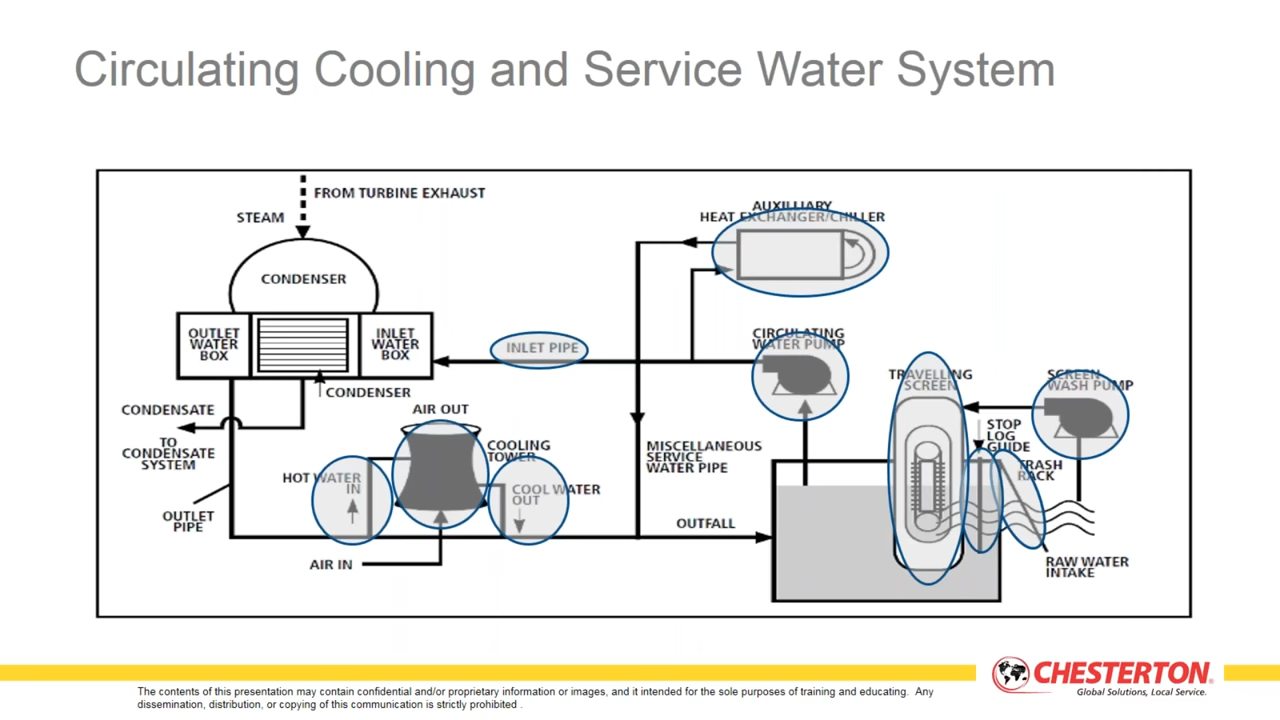 Circulating Cooling and Service Water System
FROM TURBINE EXHAUST
STEAM
CONDENSER
OUTLET
WATER
BOX
INLET
WATER
BOX
CONDENSER
CONDENSATE
TO
CONDENSATE
SYSTEM
OUTLET
PIPE
AIR OUT
COOLING
TOWER
HOT WATER
IN
COOL WATER
OUT
AIR IN
INLET PIPE
AUXILLIARY
HEAT EXCHANGER/CHILLER
CIRCULATING
WATER PUMP
MISCELLANEOUS
SERVICE
WATER PIPE
OUTFALL
TRAVELLING
SCREEN
SCREEN
WASH PUMP
STOP
LOG
GUIDE
TRASH
RACK
RAW WATER
INTAKE
CHESTERTON®
Global Solutions, Local Service.
The contents of this presentation may contain confidential and/or proprietary information or images, and it intended for the sole purposes of training and educating. Any
dissemination, distribution, or copying of this communication is strictly prohibited .